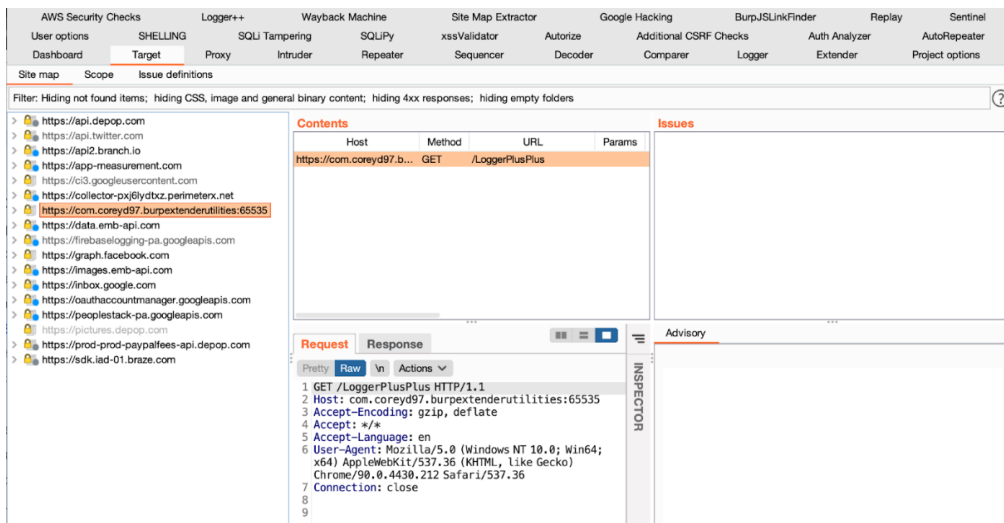 AWS Security Checks Logger++ Wayback Machine Site Map Extractor Google Hacking BurpJSLinkFinder Replay Sentinel
User options SHELLING SQLi Tampering SQLiPy xssValidator Autorize Additional CSRF Checks Auth Analyzer AutoRepeater
Dashboard Target Proxy Intruder Repeater Sequencer Decoder Comparer Logger Extender Project options
Site map Scope Issue definitions
Filter: Hiding not found items; hiding CSS, image and general binary content; hiding 4xx responses; hiding empty folders
?
> https://api.depop.com
> https://api.twitter.com
> https://api2.branch.io
> https://app-measurement.com
> https://ci3.googleusercontent.com
> https://collector-pxj6lydtxz.perimeterx.net
> https://com.coreyd97.burpextenderutilities:65535
> https://data.emb-api.com
> https://firebaselogging-pa.googleapis.com
> https://graph.facebook.com
> https://images.emb-api.com
> https://inbox.google.com
> https://oauthaccountmanager.googleapis.com
> https://peoplestack-pa.googleapis.com
https://pictures.depop.com
> https://prod-prod-paypalfees-api.depop.com
> https://sdk.iad-01.braze.com
Contents
Host Method URL Params
https://com.coreyd97.b... GET /LoggerPlusPlus
Issues
Request Response
Pretty Raw \n Actions
1 GET /LoggerPlusPlus HTTP/1.1
2 Host: com.coreyd97.burpextenderutilities:65535
3 Accept-Encoding: gzip, deflate
4 Accept: */*
5 Accept-Language: en
6 User-Agent: Mozilla/5.0 (Windows NT 10.0; Win64;
x64) AppleWebKit/537.36 (KHTML, like Gecko)
Chrome/90.0.4430.212 Safari/537.36
7 Connection: close
8
9
INSPECTOR
Advisory